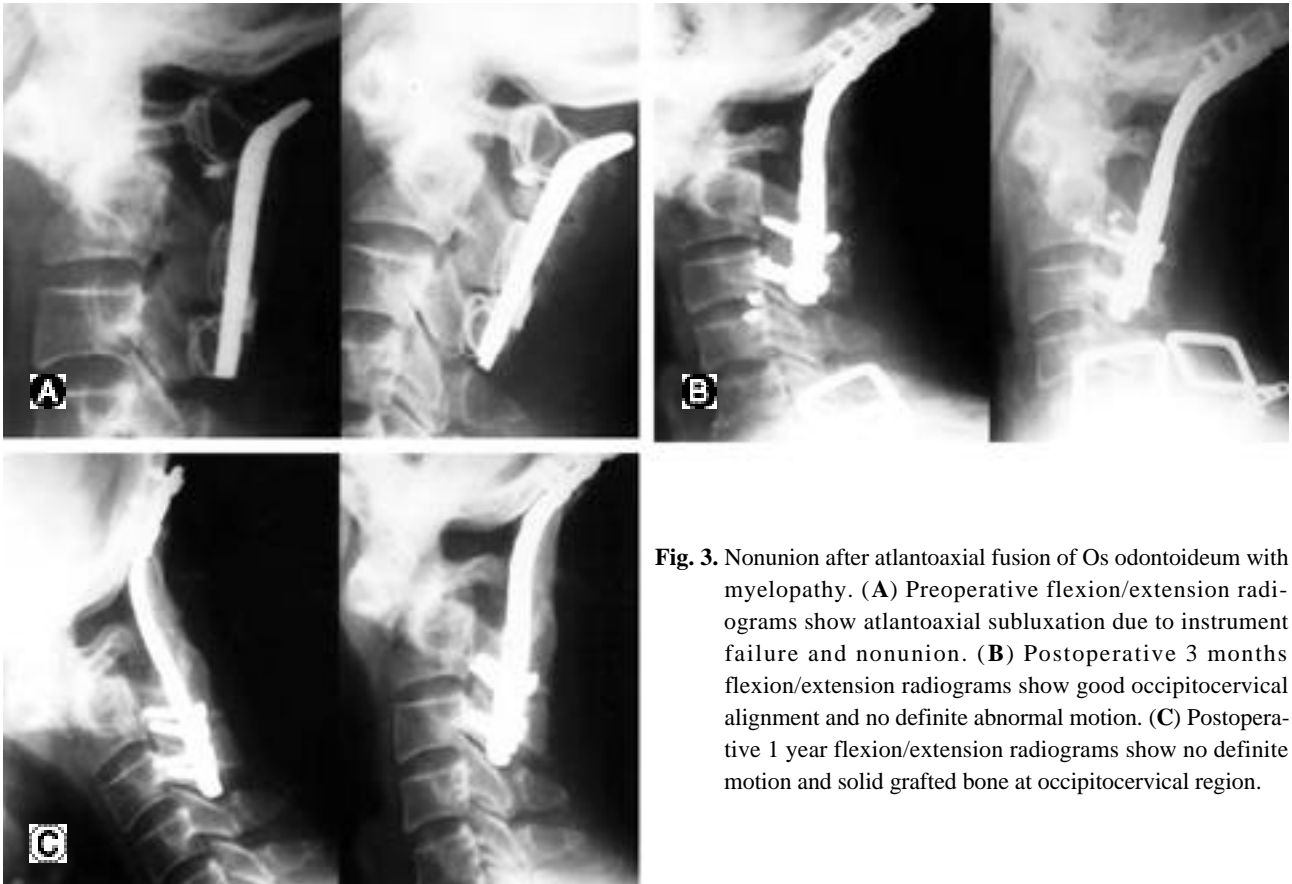 A
B
C
Fig. 3. Nonunion after atlantoaxial fusion of Os odontoideum with
myelopathy. (A) Preoperative flexion/extension radi-
ograms show atlantoaxial subluxation due to instrument
failure and nonunion. (B) Postoperative 3 months
flexion/extension radiograms show good occipitocervical
alignment and no definite abnormal motion. (C) Postopera-
tive 1 year flexion/extension radiograms show no definite
motion and solid grafted bone at occipitocervical region.